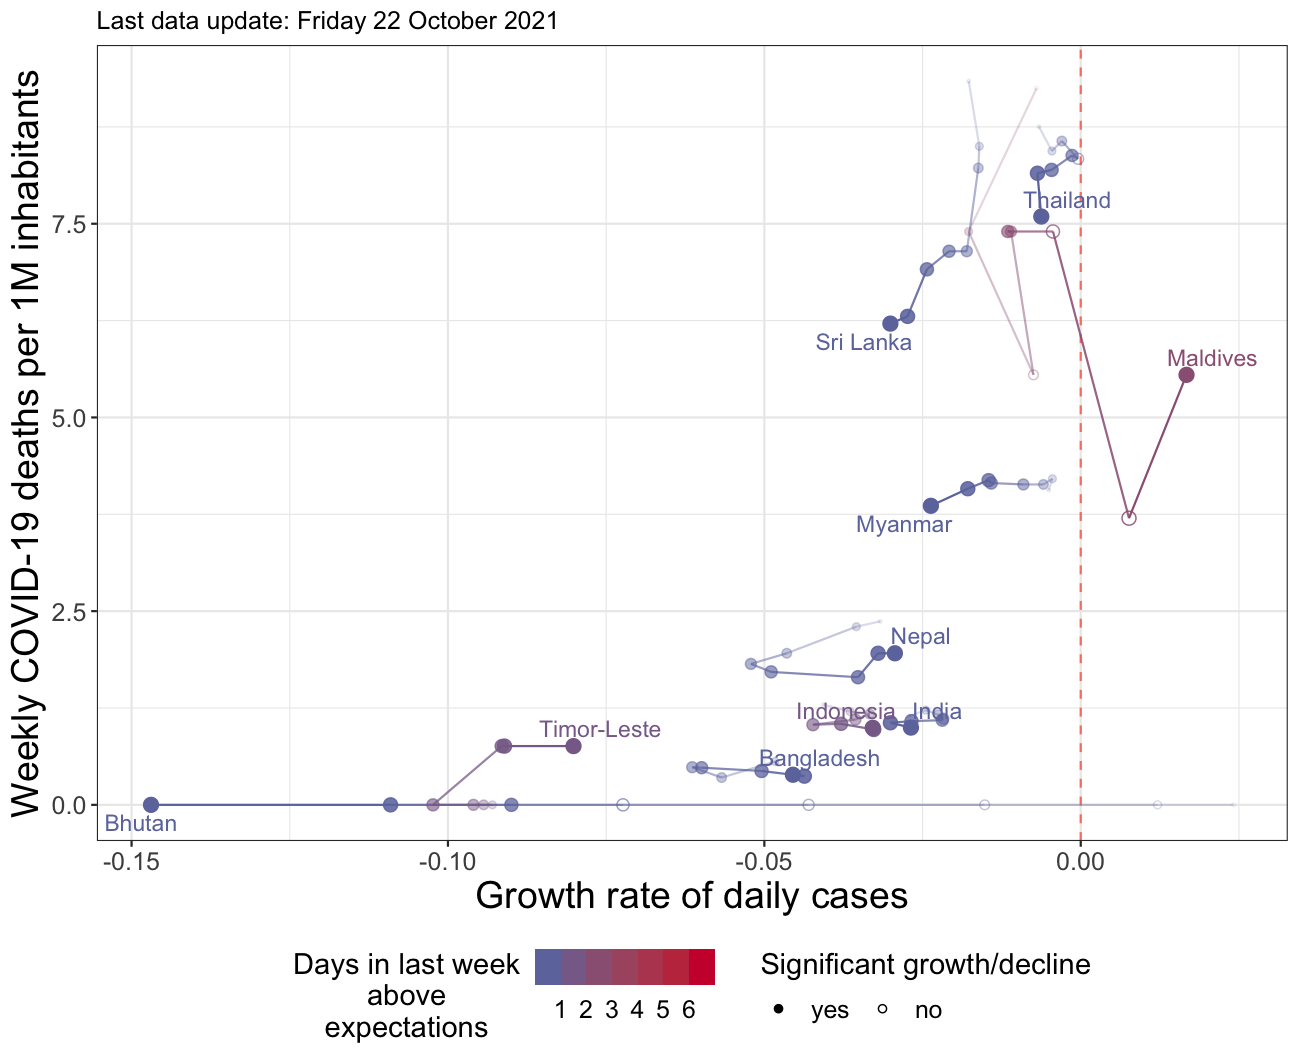 Last data update: Friday 22 October 2021
Weekly COVID-19 deaths per 1M inhabitants
7.5
5.0
2.5
0.0
Thailand
Sri Lanka
Maldives
Myanmar
Nepal
Indonesia
India
Timor-Leste
Bangladesh
Bhutan
-0.15
-0.10
-0.05
0.00
Growth rate of daily cases
Days in last week
above
expectations
1 2 3 4 5 6
Significant growth/decline
yes
no